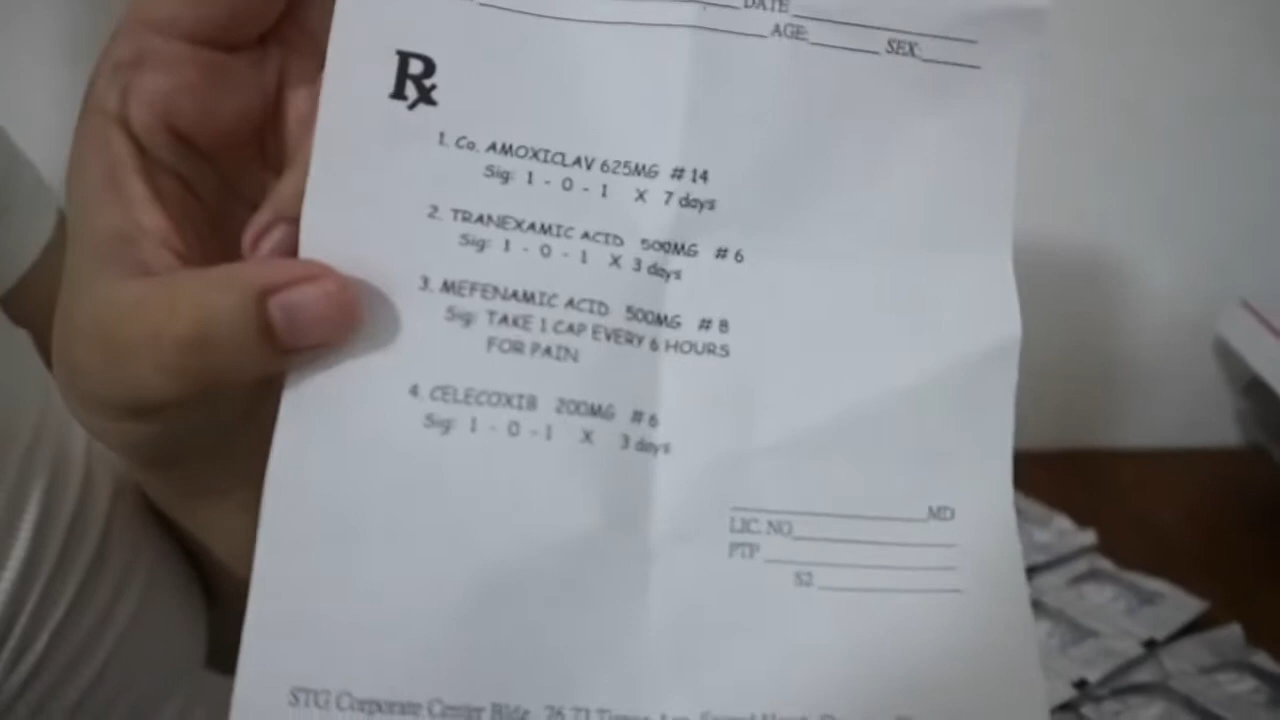 DATE
AGE SEX
Rx
1. Co. AMOXICLAV 625MG #14
Sig: 1 - 0 - 1 X 7 days
2. TRANEXAMIC ACID 500MG #6
Sig: 1 - 0 - 1 X 3 days
3. MEFENAMIC ACID 500MG #8
Sig: TAKE 1 CAP EVERY 6 HOURS
FOR PAIN
4. CELECOXIB 200MG #6
Sig: 1 - 0 - 1 X 3 days
MD
LIC. NO
PTP
S2
STG Corporate Center Bldg.